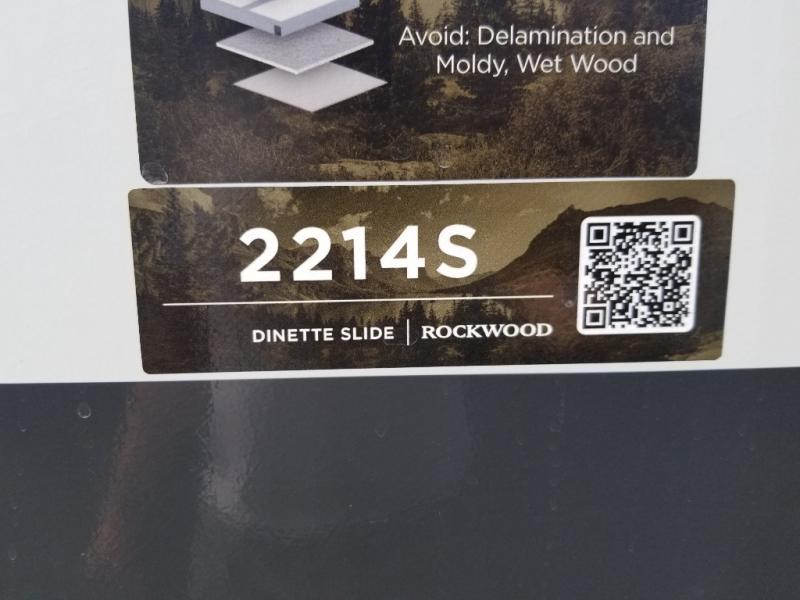 Avoid: Delamination and
Moldy, Wet Wood
2214S
DINETTE SLIDE | ROCKWOOD